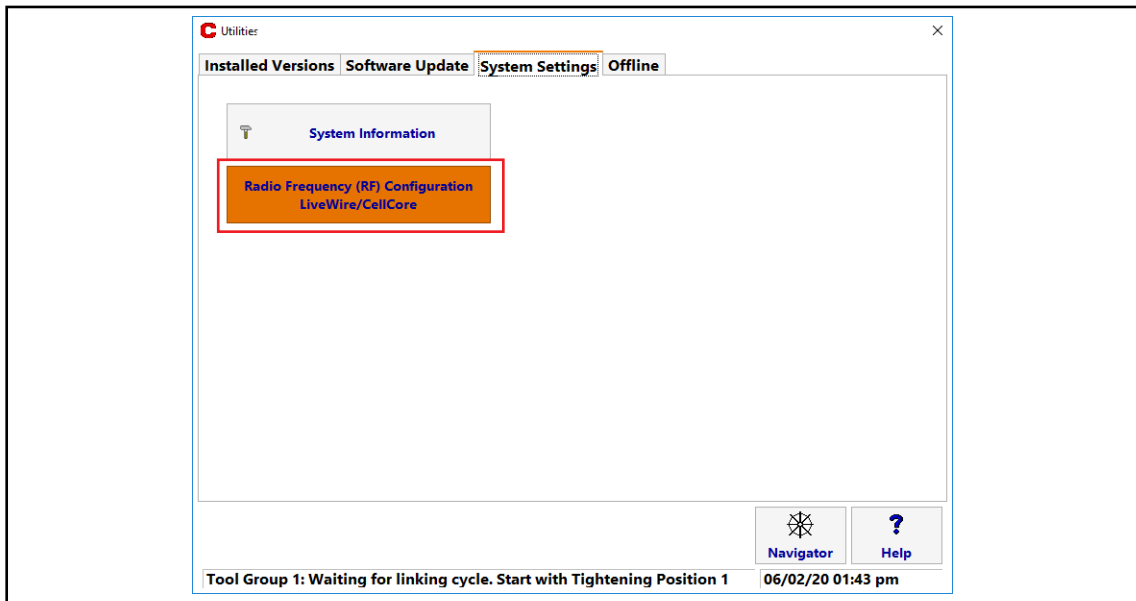 C Utilities
Installed Versions Software Update System Settings Offline
System Information
Radio Frequency (RF) Configuration
LiveWire/CellCore
? 
Navigator Help
Tool Group 1: Waiting for linking cycle. Start with Tightening Position 1 06/02/20 01:43 pm